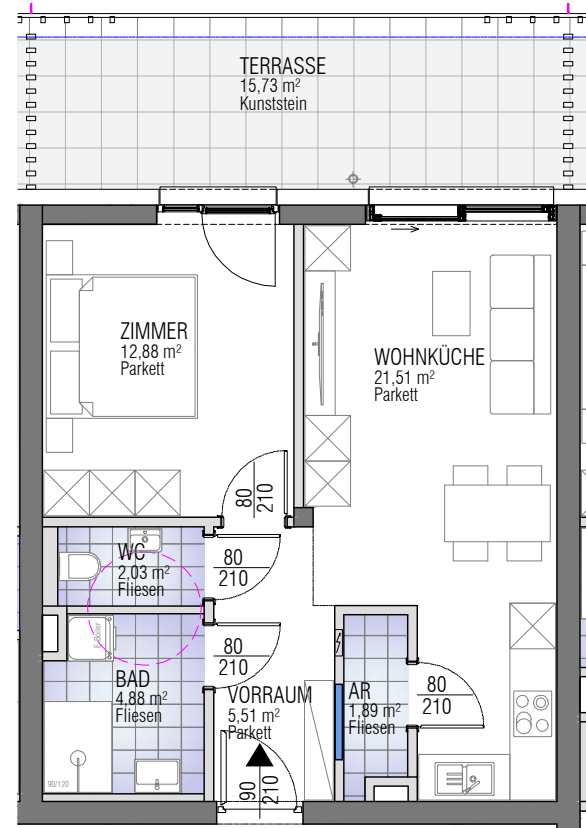 TERRASSE
15,73 m²
Kunststein
ZIMMER
12,88 m²
Parkett
WOHNKÜCHE
21,51 m²
Parkett
80
210
WC
2,03 m²
Fliesen
80
210
E-Boiler
BAD
4,88 m²
Fliesen
80
210
VORRAUM
5,51 m²
Parkett
AR
1,89 m²
Fliesen
80
210
90/120
90
210